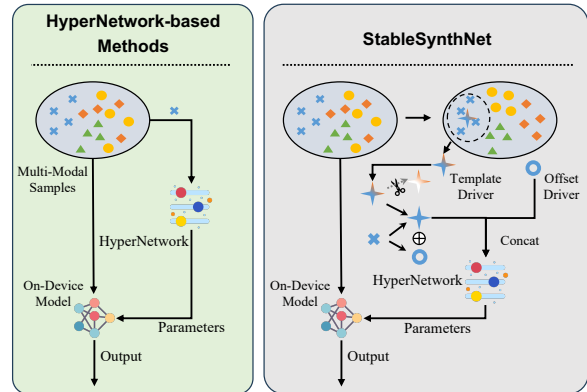 HyperNetwork-based
Methods
Multi-Modal
Samples
HyperNetwork
On-Device
Model
Parameters
Output
StableSynthNet
Template
Driver
Offset
Driver
Concat
HyperNetwork
On-Device
Model
Parameters
Output